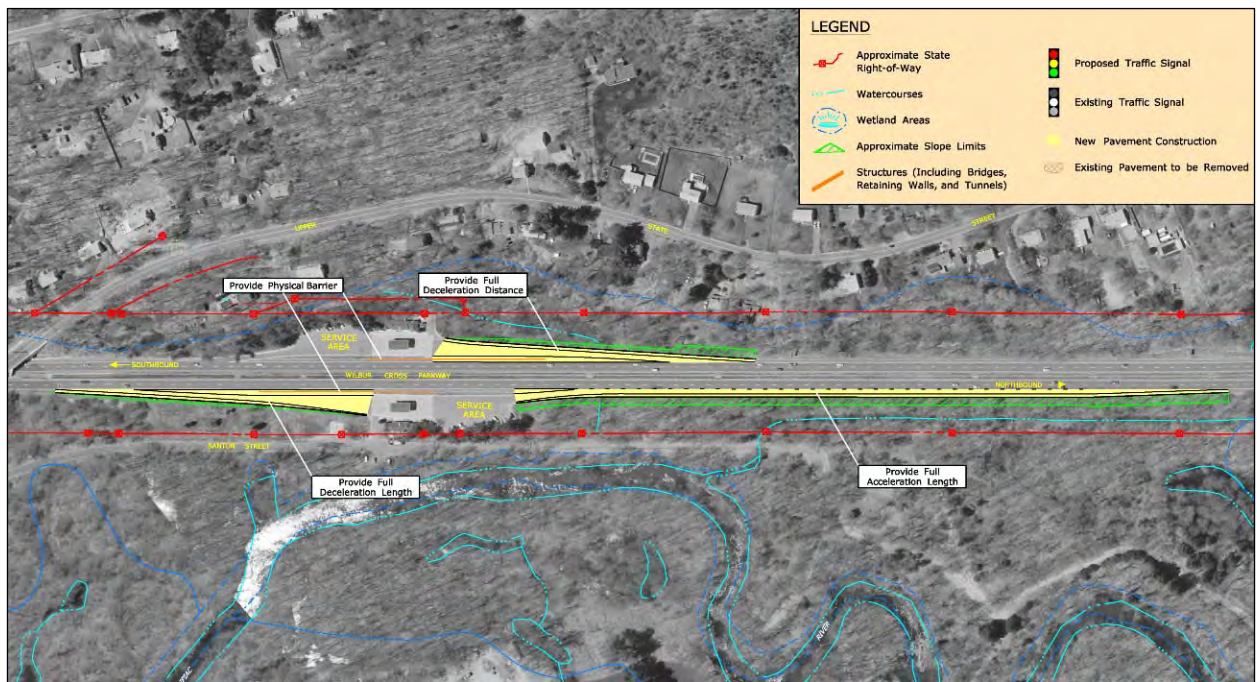 LEGEND
Approximate State
Right-of-Way
Watercourses
Wetland Areas
Approximate Slope Limits
Structures (Including Bridges,
Retaining Walls, and Tunnels)
Proposed Traffic Signal
Existing Traffic Signal
New Pavement Construction
Existing Pavement to be Removed
UPPER STATE STREET
Provide Physical Barrier
Provide Full
Deceleration Distance
SERVICE
AREA
SOUTHBOUND
WILBUR CROSS PARKWAY
NORTHBOUND
SERVICE
AREA
BANTON STREET
Provide Full
Deceleration Length
Provide Full
Acceleration Length
RIVER